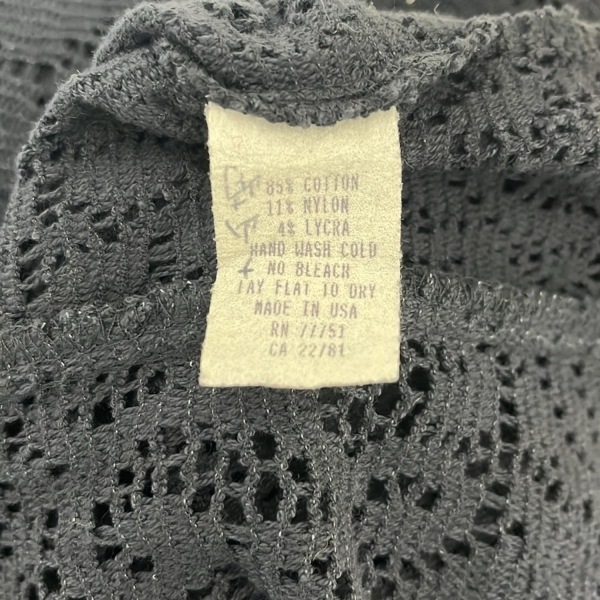 85% COTTON
11% NYLON
4% LYCRA
HAND WASH COLD
NO BLEACH
LAY FLAT TO DRY
MADE IN USA
RN 77751
CA 22781